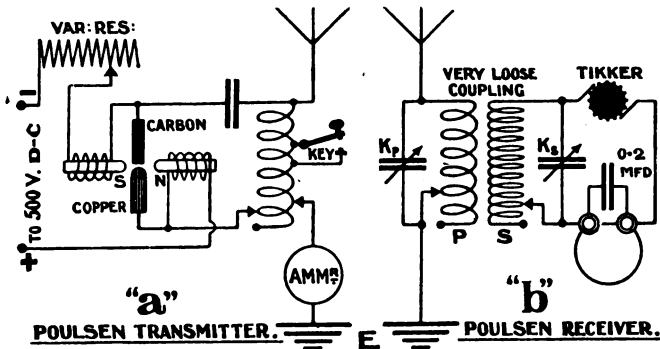 VAR: RES:
CARBON
S N
COPPER
− TO 500 V. D-C +
KEY
AMM R T
"a"
POULSEN TRANSMITTER.
E
VERY LOOSE
COUPLING
TIKKER
KP
KS
0·2
MFD
P S
"b"
POULSEN RECEIVER.